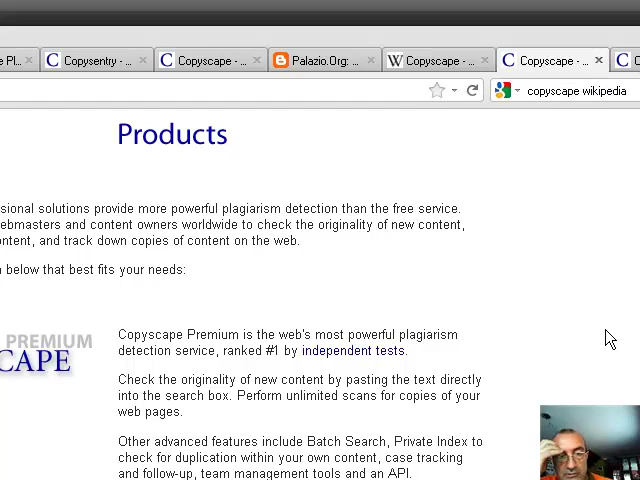 Pl...
Copysentry - ...
Copyscape - ...
Palazio.Org: ...
Copyscape - ...
Copyscape - ...
copyscape wikipedia
Products
sional solutions provide more powerful plagiarism detection than the free service.
ebmasters and content owners worldwide to check the originality of new content,
ontent, and track down copies of content on the web.
n below that best fits your needs:
PREMIUM
CAPE
Copyscape Premium is the web's most powerful plagiarism
detection service, ranked #1 by independent tests.
Check the originality of new content by pasting the text directly
into the search box. Perform unlimited scans for copies of your
web pages.
Other advanced features include Batch Search, Private Index to
check for duplication within your own content, case tracking
and follow-up, team management tools and an API.